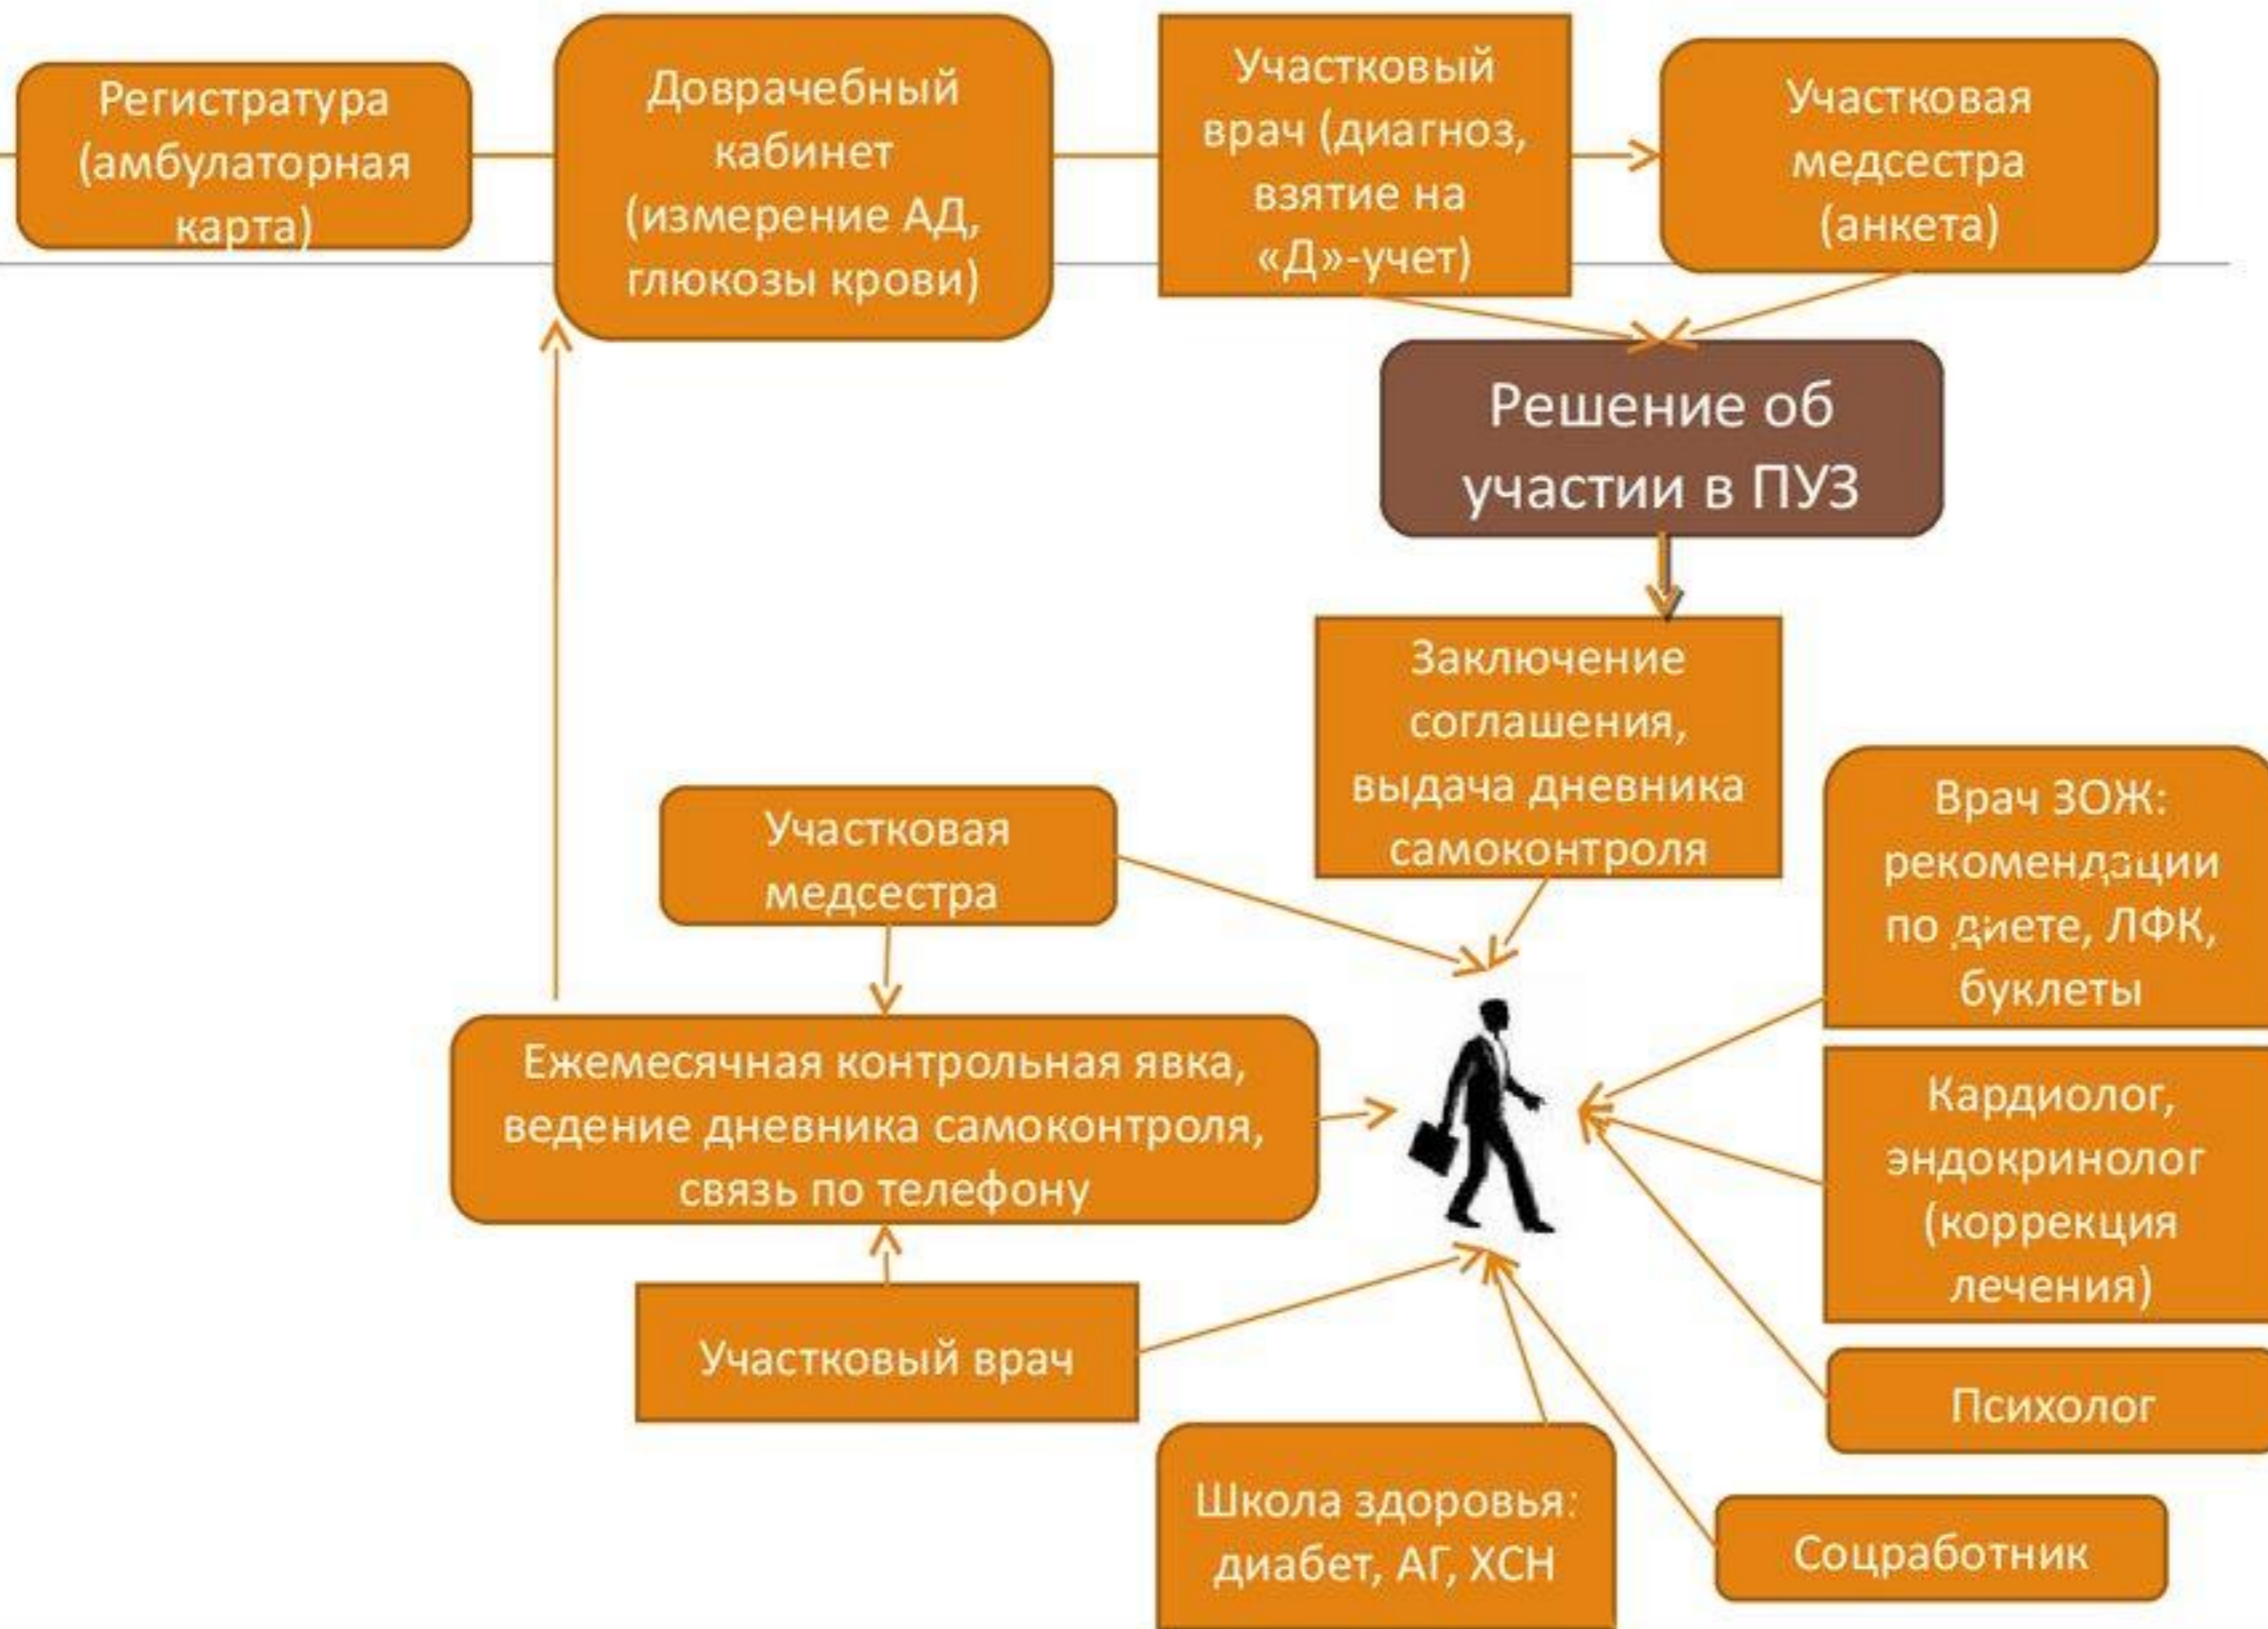 Регистратура
(амбулаторная
карта)
Доврачебный
кабинет
(измерение АД,
глюкозы крови)
Участковый
врач (диагноз,
взятие на
«Д»-учет)
Участковая
медсестра
(анкета)
Решение об
участии в ПУЗ
Заключение
соглашения,
выдача дневника
самоконтроля
Участковая
медсестра
Врач ЗОЖ:
рекомендации
по диете, ЛФК,
буклеты
Ежемесячная контрольная явка,
ведение дневника самоконтроля,
связь по телефону
Кардиолог,
эндокринолог
(коррекция
лечения)
Участковый врач
Психолог
Школа здоровья:
диабет, АГ, ХСН
Соцработник